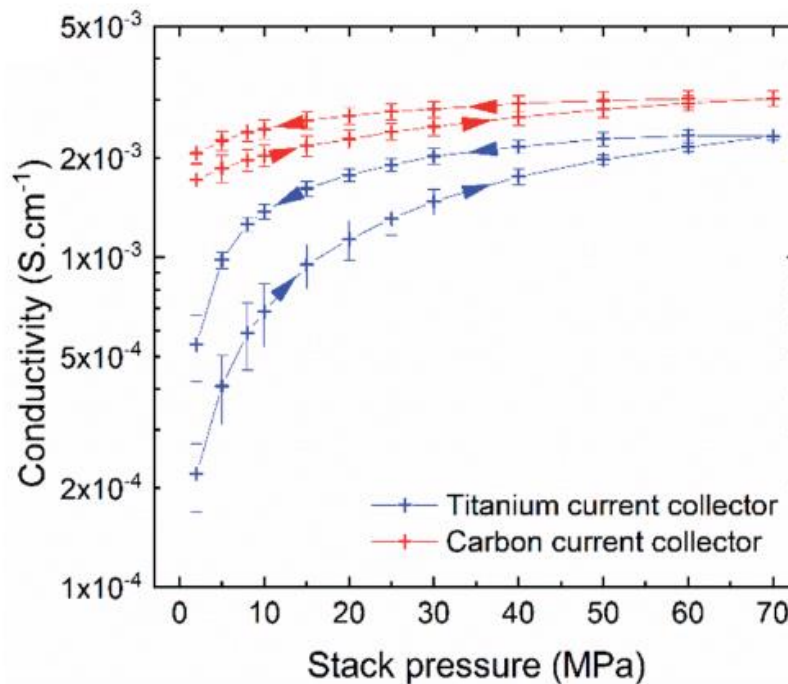 5x10⁻³
2x10⁻³
1x10⁻³
5x10⁻⁴
2x10⁻⁴
1x10⁻⁴
Conductivity (S.cm⁻¹)
Titanium current collector
Carbon current collector
0 10 20 30 40 50 60 70
Stack pressure (MPa)